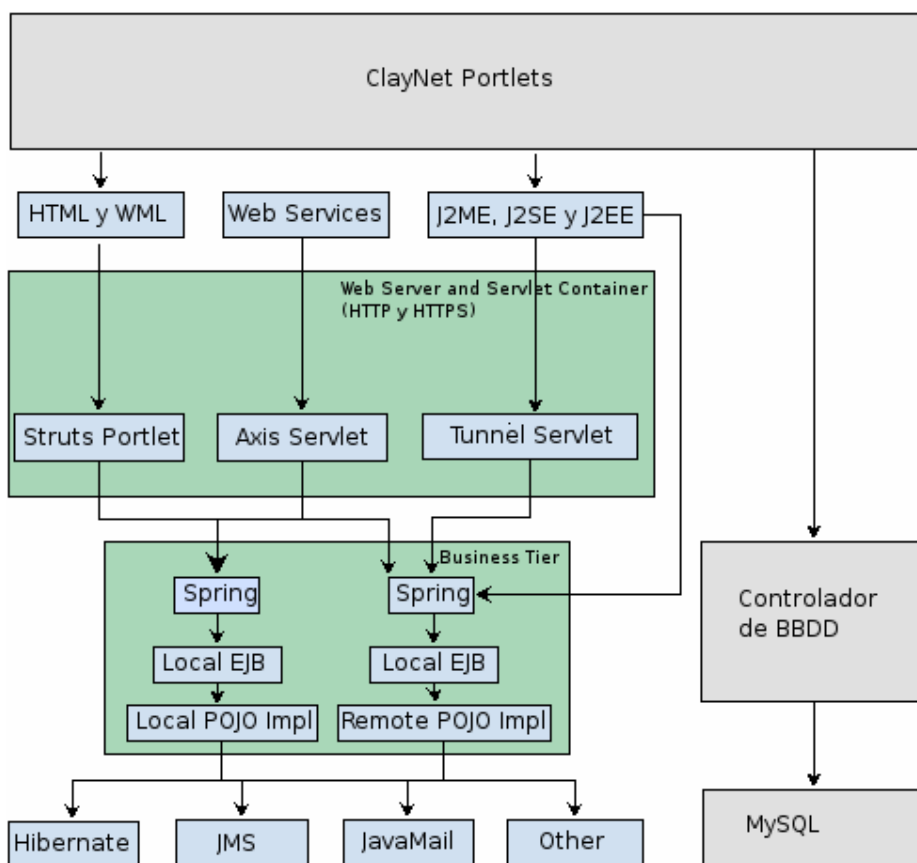 ClayNet Portlets
HTML y WML
Web Services
J2ME, J2SE y J2EE
Web Server and Servlet Container
(HTTP y HTTPS)
Struts Portlet
Axis Servlet
Tunnel Servlet
Business Tier
Spring
Spring
Controlador
de BBDD
Local EJB
Local EJB
Local POJO Impl
Remote POJO Impl
Hibernate
JMS
JavaMail
Other
MySQL